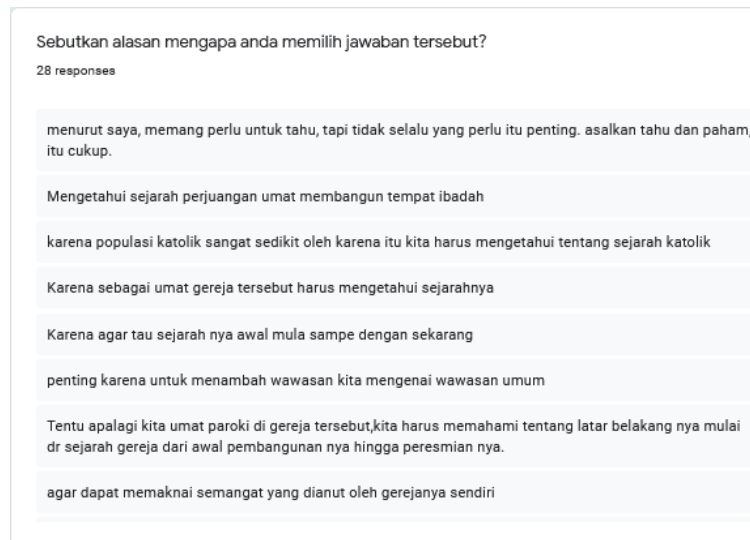 Sebutkan alasan mengapa anda memilih jawaban tersebut?
28 responses
menurut saya, memang perlu untuk tahu, tapi tidak selalu yang perlu itu penting. asalkan tahu dan paham,
itu cukup.
Mengetahui sejarah perjuangan umat membangun tempat ibadah
karena populasi katolik sangat sedikit oleh karena itu kita harus mengetahui tentang sejarah katolik
Karena sebagai umat gereja tersebut harus mengetahui sejarahnya
Karena agar tau sejarah nya awal mula sampe dengan sekarang
penting karena untuk menambah wawasan kita mengenai wawasan umum
Tentu apalagi kita umat paroki di gereja tersebut,kita harus memahami tentang latar belakang nya mulai
dr sejarah gereja dari awal pembangunan nya hingga peresmian nya.
agar dapat memaknai semangat yang dianut oleh gerejanya sendiri